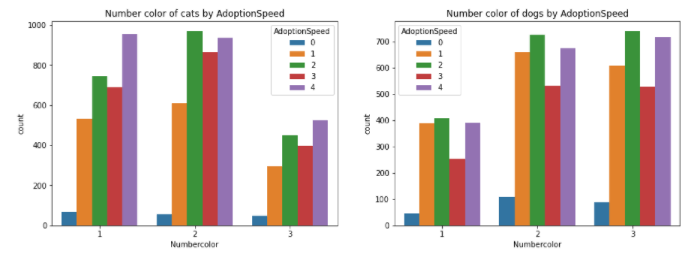 Number color of cats by AdoptionSpeed
count
1000
800
600
400
200
0
AdoptionSpeed
0
1
2
3
4
1 2 3
Numbercolor
Number color of dogs by AdoptionSpeed
count
700
600
500
400
300
200
100
0
AdoptionSpeed
0
1
2
3
4
1 2 3
Numbercolor